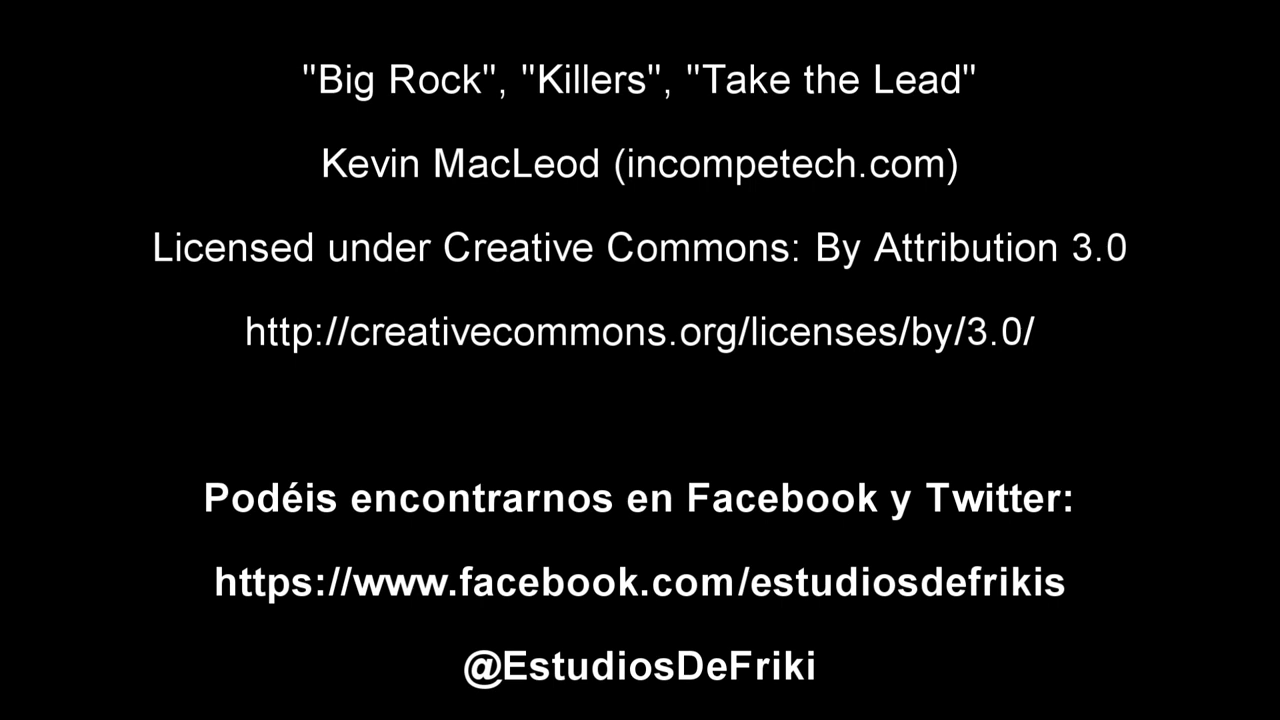 "Big Rock", "Killers", "Take the Lead"
Kevin MacLeod (incompetech.com)
Licensed under Creative Commons: By Attribution 3.0
http://creativecommons.org/licenses/by/3.0/
Podéis encontrarnos en Facebook y Twitter:
https://www.facebook.com/estudiosdefrikis
@EstudiosDeFriki